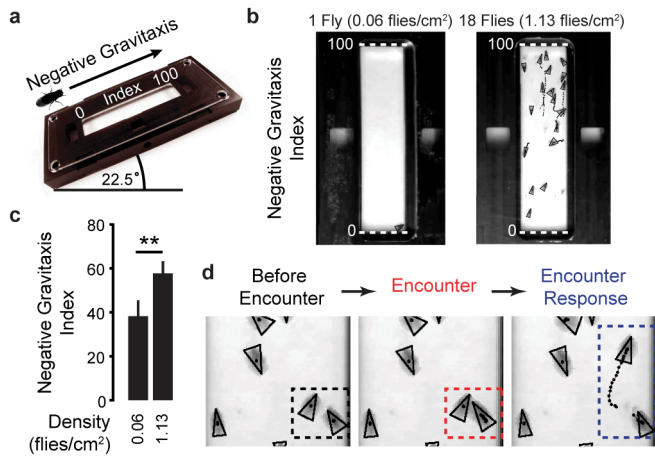 a
Negative Gravitaxis
0 Index 100
22.5°
b
1 Fly (0.06 flies/cm²)
18 Flies (1.13 flies/cm²)
Negative Gravitaxis
Index
100
0
100
0
c
Negative Gravitaxis
Index
80
60
40
20
0
**
Density
(flies/cm²)
0.06
1.13
d
Before
Encounter
Encounter
Encounter
Response